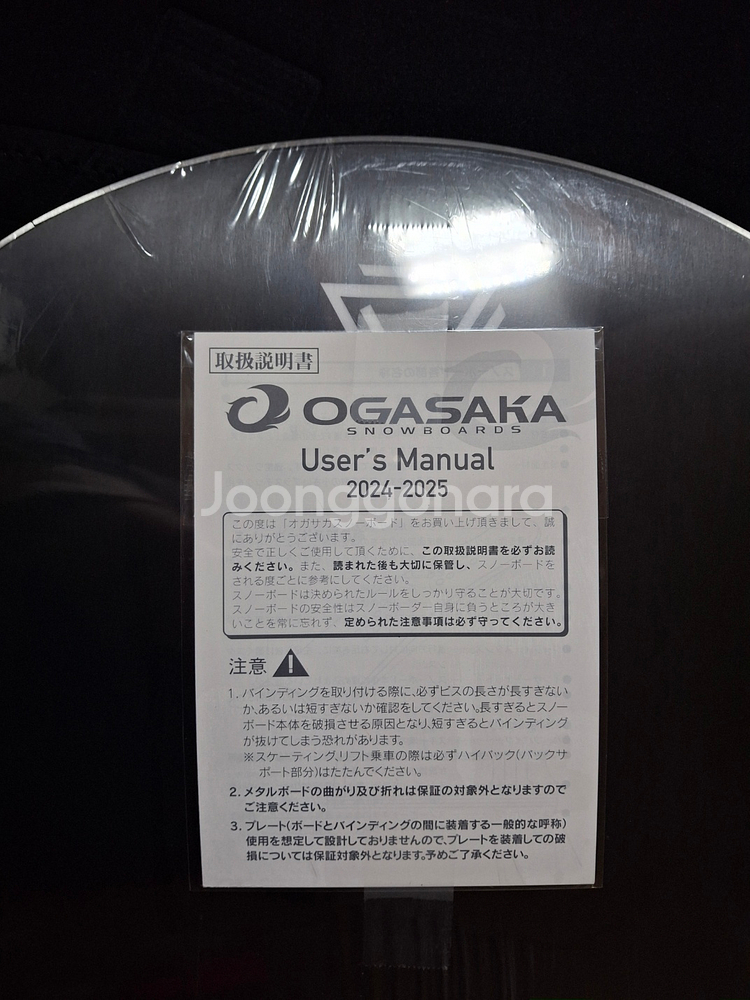 取扱説明書
OGASAKA
SNOWBOARDS
User's Manual
2024-2025
Joonggonara
この度は「オガサカスノーボード」をお買い上げ頂きまして、誠
にありがとうございます。
安全で正しくご使用して頂くために、この取扱説明書を必ずお読
みください。また、読まれた後も大切に保管し、スノーボードを
される度ごとに参考にしてください。
スノーボードは決められたルールをしっかり守ることが大切です。
スノーボードの安全性はスノーボーダー自身に負うところが大き
いことを常に忘れず、定められた注意事項は必ず守ってください。
注意
1. バインディングを取り付ける際に、必ずビスの長さが長すぎない
か、あるいは短すぎないか確認をしてください。長すぎるとスノー
ボード本体を破損させる原因となり、短すぎるとバインディング
が抜けてしまう恐れがあります。
※スケーティング、リフト乗車の際は必ずハイバック(バックサ
ポート部分)はたたんでください。
2. メタルボードの曲がり及び折れは保証の対象外となりますので
ご注意ください。
3. プレート(ボードとバインディングの間に装着する一般的な呼称)
使用を想定して設計しておりませんので、プレートを装着しての破
損については保証対象外となります。予めご了承ください。